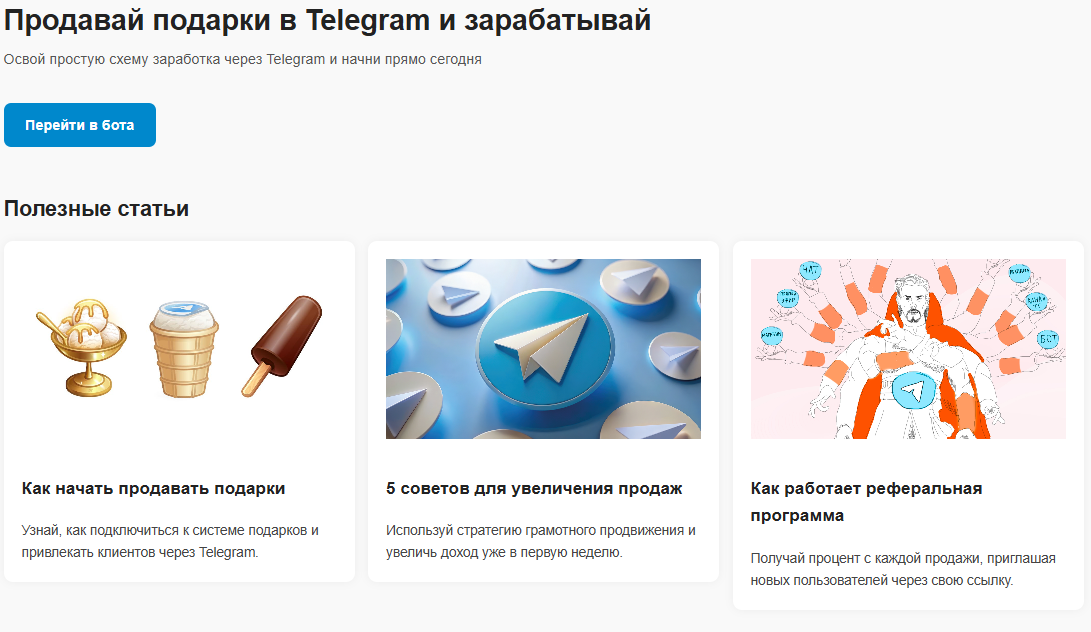 Продавай подарки в Telegram и зарабатывай
Освой простую схему заработка через Telegram и начни прямо сегодня
Перейти в бота
Полезные статьи
ЧАТ
БОТ
Как начать продавать подарки
Узнай, как подключиться к системе подарков и
привлекать клиентов через Telegram.
5 советов для увеличения продаж
Используй стратегию грамотного продвижения и
увеличь доход уже в первую неделю.
Как работает реферальная
программа
Получай процент с каждой продажи, приглашая
новых пользователей через свою ссылку.